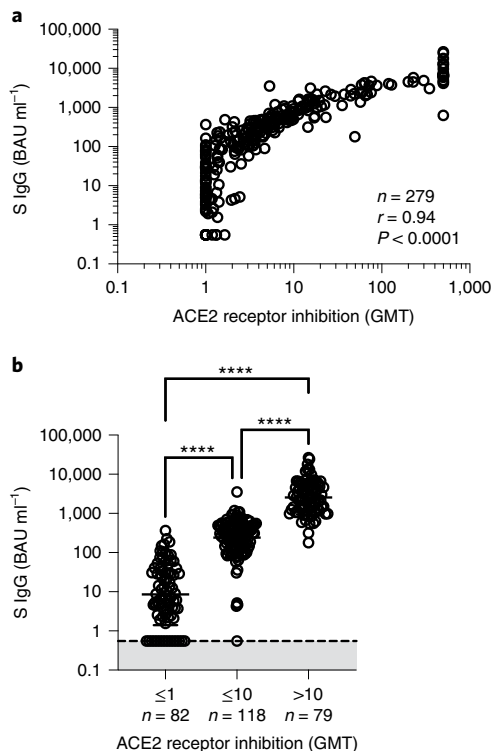 a
100,000
10,000
1,000
100
10
1
0.1
S IgG (BAU ml⁻¹)
n = 279
r = 0.94
P < 0.0001
0.1 1 10 100 1,000
ACE2 receptor inhibition (GMT)
b
****
**** ****
100,000
10,000
1,000
100
10
1
0.1
S IgG (BAU ml⁻¹)
≤1 ≤10 >10
n = 82 n = 118 n = 79
ACE2 receptor inhibition (GMT)